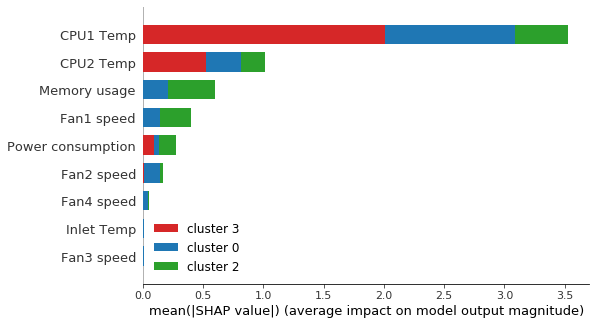 CPU1 Temp
CPU2 Temp
Memory usage
Fan1 speed
Power consumption
Fan2 speed
Fan4 speed
Inlet Temp
Fan3 speed
cluster 3
cluster 0
cluster 2
0.0 0.5 1.0 1.5 2.0 2.5 3.0 3.5
mean(|SHAP value|) (average impact on model output magnitude)